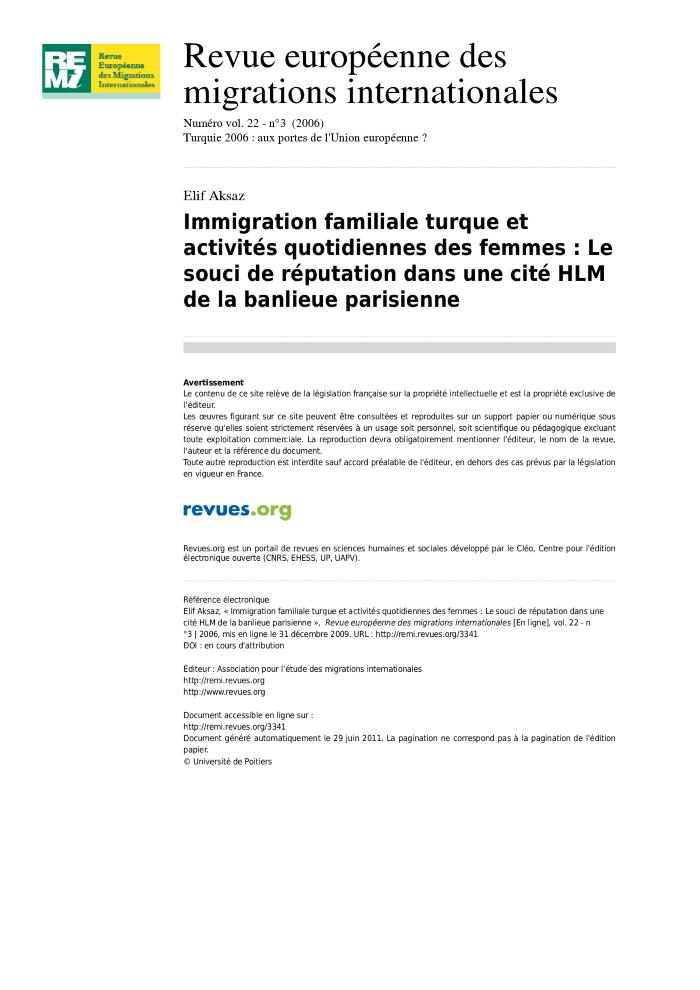 REMI
Revue
Européenne
des Migrations
Internationales
Revue européenne des
migrations internationales
Numéro vol. 22 - n°3 (2006)
Turquie 2006 : aux portes de l'Union européenne ?
Elif Aksaz
Immigration familiale turque et
activités quotidiennes des femmes : Le
souci de réputation dans une cité HLM
de la banlieue parisienne
Avertissement
Le contenu de ce site relève de la législation française sur la propriété intellectuelle et est la propriété exclusive de
l'éditeur.
Les œuvres figurant sur ce site peuvent être consultées et reproduites sur un support papier ou numérique sous
réserve qu'elles soient strictement réservées à un usage soit personnel, soit scientifique ou pédagogique excluant
toute exploitation commerciale. La reproduction devra obligatoirement mentionner l'éditeur, le nom de la revue,
l'auteur et la référence du document.
Toute autre reproduction est interdite sauf accord préalable de l'éditeur, en dehors des cas prévus par la législation
en vigueur en France.
revues.org
Revues.org est un portail de revues en sciences humaines et sociales développé par le Cléo, Centre pour l'édition
électronique ouverte (CNRS, EHESS, UP, UAPV).
Référence électronique
Elif Aksaz, « Immigration familiale turque et activités quotidiennes des femmes : Le souci de réputation dans une
cité HLM de la banlieue parisienne », Revue européenne des migrations internationales [En ligne], vol. 22 - n
°3 | 2006, mis en ligne le 31 décembre 2009. URL : http://remi.revues.org/3341
DOI : en cours d'attribution
Éditeur : Association pour l'étude des migrations internationales
http://remi.revues.org
http://www.revues.org
Document accessible en ligne sur :
http://remi.revues.org/3341
Document généré automatiquement le 29 juin 2011. La pagination ne correspond pas à la pagination de l'édition
papier.
© Université de Poitiers